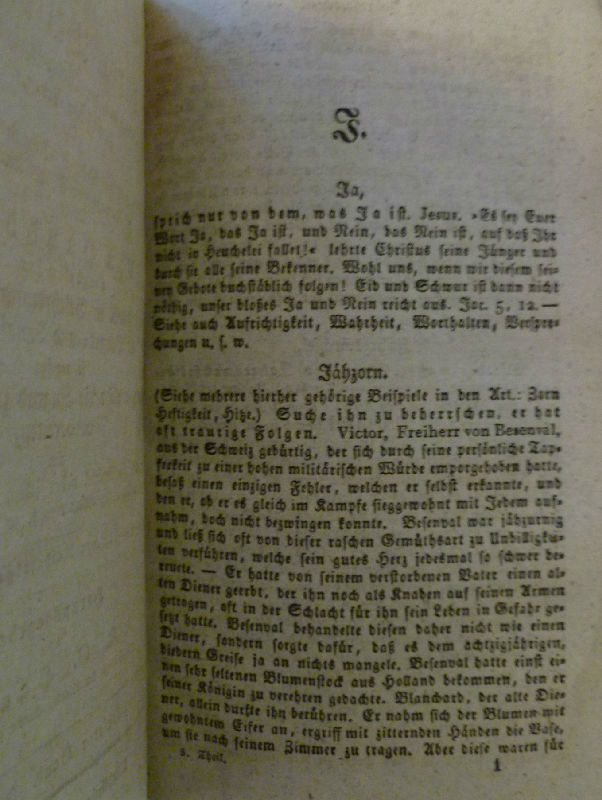 J.
Ja,
sprich nur von dem, was Ja ist. Jesus. »Es sey Euer
Wort Ja, das Ja ist, und Nein, das Nein ist, auf daß Ihr
nicht in Heuchelei fallet!« lehrte Christus seine Jünger und
durch sie alle seine Bekenner. Wohl uns, wenn wir diesem sei-
nen Gebote buchstäblich folgen! Eid und Schwur ist dann nicht
nöthig, unser bloßes Ja und Nein reicht aus. Jac. 5, 12.—
Siehe auch Aufrichtigkeit, Wahrheit, Worthalten, Verspre-
chungen u. s. w.
Jähzorn.
(Siehe mehrere hierher gehörige Beispiele in den Art.: Zorn
Heftigkeit, Hitze.) Suche ihn zu beherrschen, er hat
oft traurige Folgen. Victor, Freiherr von Besenval,
aus der Schweiz gebürtig, der sich durch seine persönliche Tap-
ferkeit zu einer hohen militärischen Würde emporgehoben hatte,
besaß einen einzigen Fehler, welchen er selbst erkannte, und
den er, ob er es gleich im Kampfe sieggewohnt mit Jedem auf-
nahm, doch nicht bezwingen konnte. Besenval war jähzornig
und ließ sich oft von dieser raschen Gemüthsart zu Unbilligkei-
ten verführen, welche sein gutes Herz jedesmal so schwer be-
reuete. — Er hatte von seinem verstorbenen Vater einen al-
ten Diener geerbt, der ihn noch als Knaben auf seinen Armen
getragen, oft in der Schlacht für ihn sein Leben in Gefahr ge-
setzt hatte. Besenval behandelte diesen daher nicht wie einen
Diener, sondern sorgte dafür, daß es dem achtzigjährigen,
biedern Greise ja an nichts mangele. Besenval hatte einst ei-
nen sehr seltenen Blumenstock aus Holland bekommen, den er
seiner Königin zu verehren gedachte. Blanchard, der alte Die-
ner, allein durfte ihn berühren. Er nahm sich der Blumen mit
gewohntem Eifer an, ergriff mit zitternden Händen die Vase,
um sie nach seinem Zimmer zu tragen. Aber diese waren für
5. Theil. 1